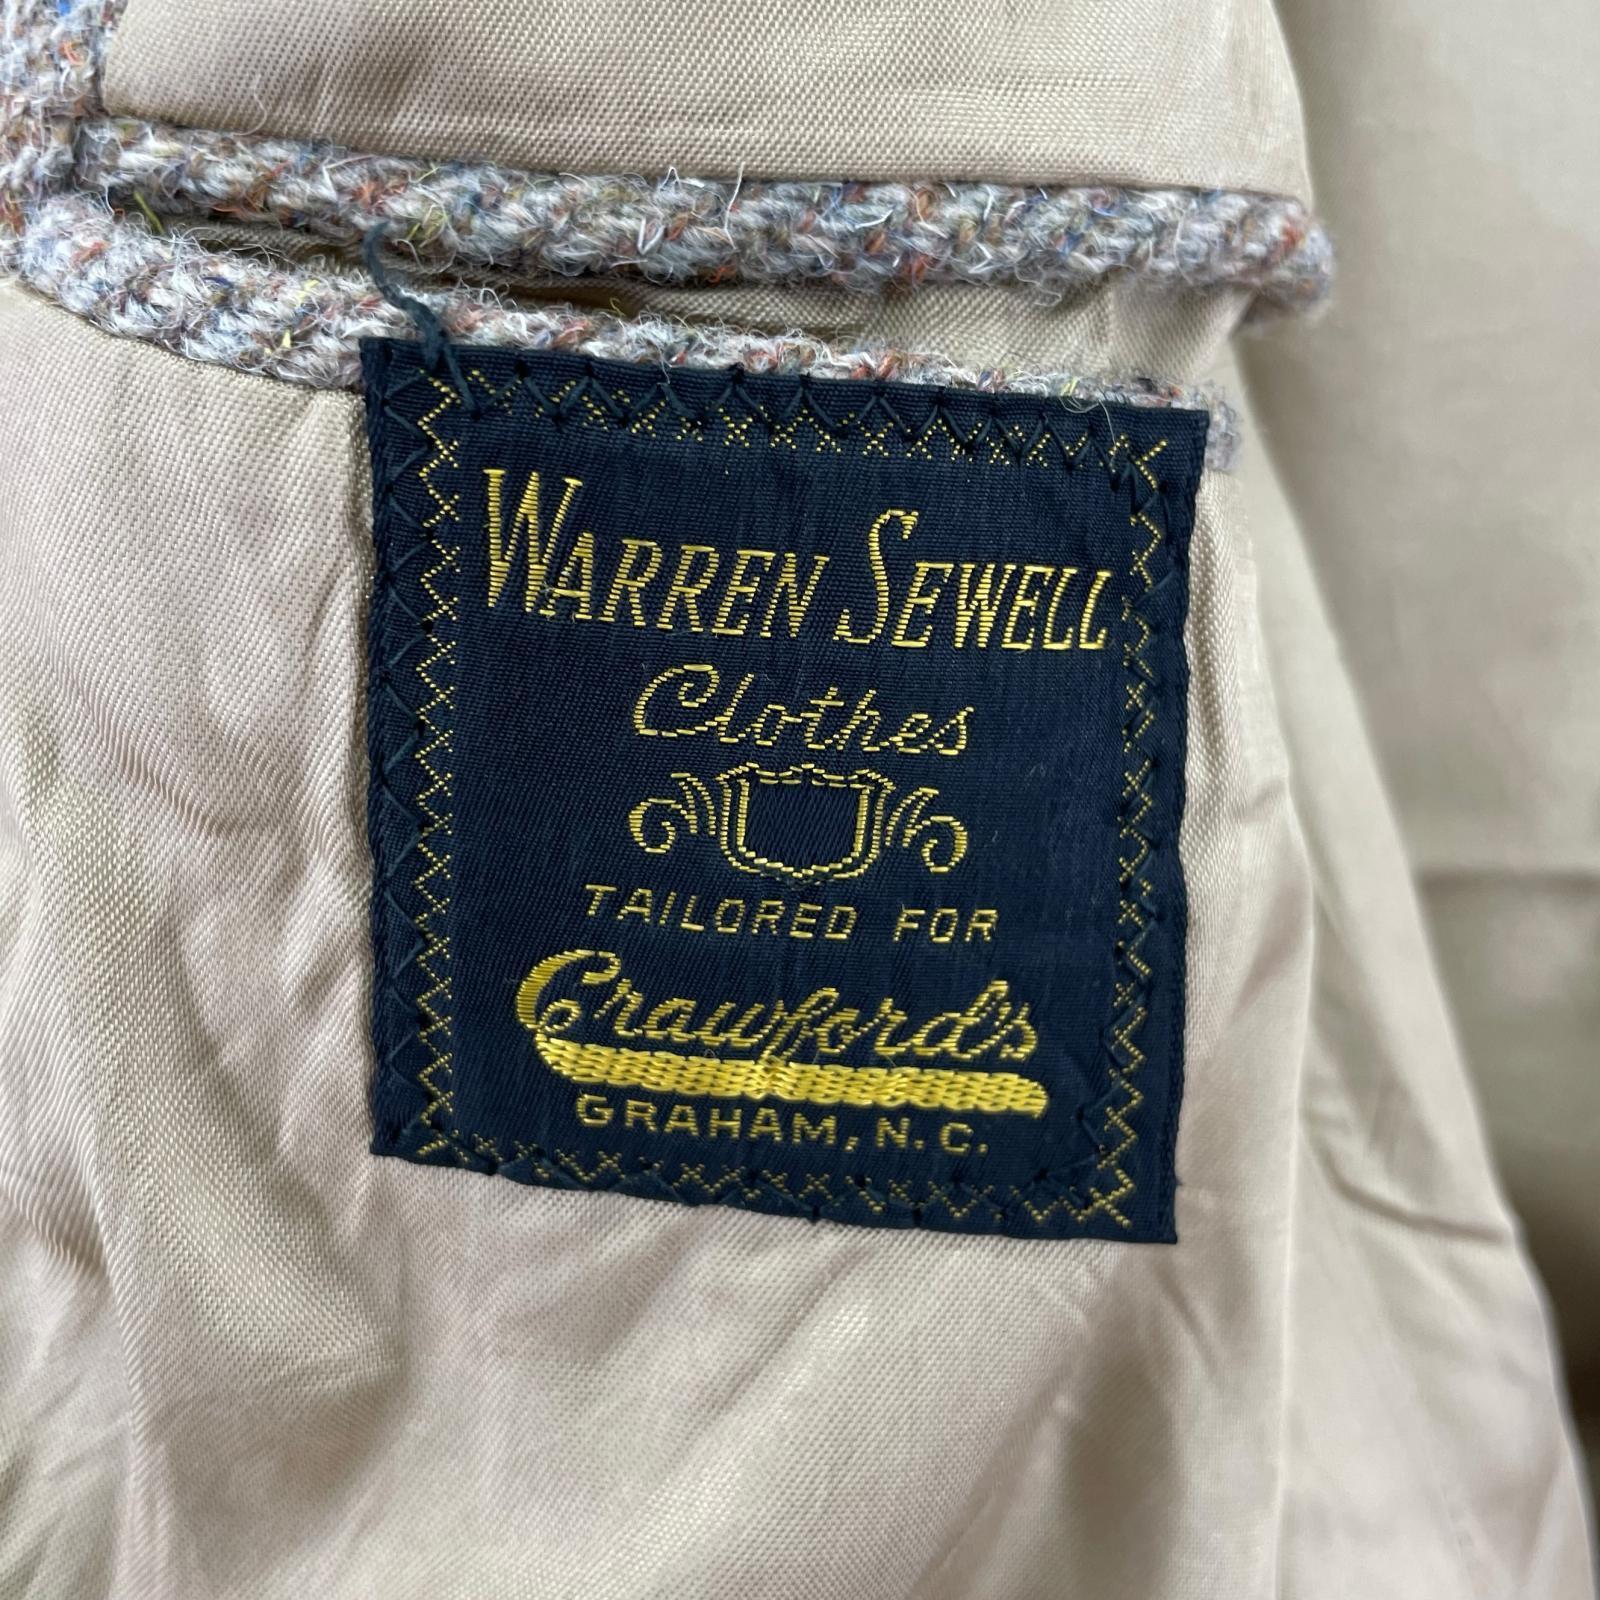 WARREN SEWELL
Clothes
TAILORED FOR
Crawford's
GRAHAM, N.C.